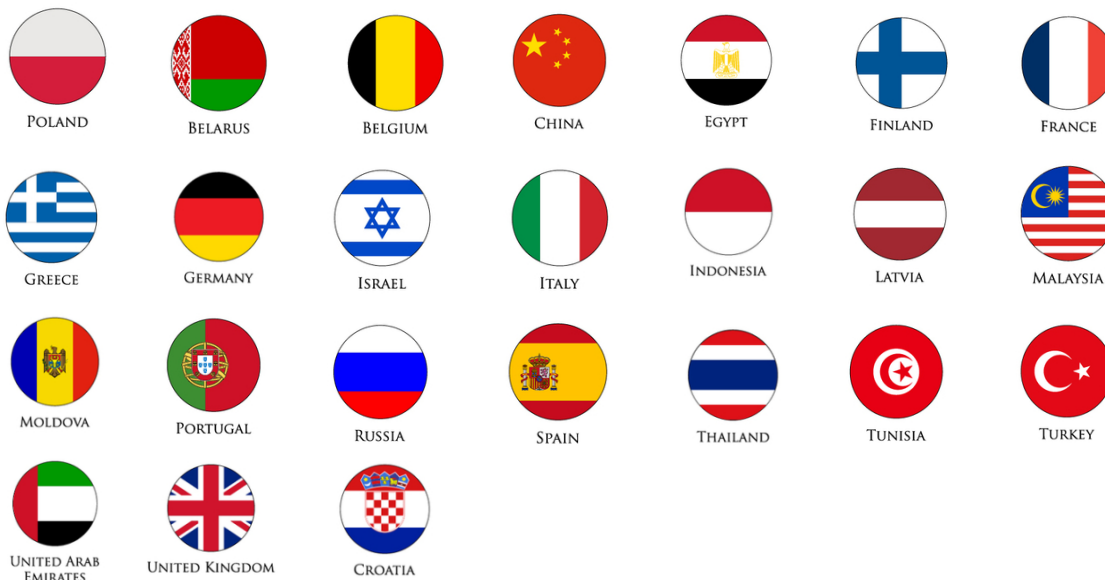 POLAND
BELARUS
BELGIUM
CHINA
EGYPT
FINLAND
FRANCE
GREECE
GERMANY
ISRAEL
ITALY
INDONESIA
LATVIA
MALAYSIA
MOLDOVA
PORTUGAL
RUSSIA
SPAIN
THAILAND
TUNISIA
TURKEY
UNITED ARAB
EMIRATES
UNITED KINGDOM
CROATIA